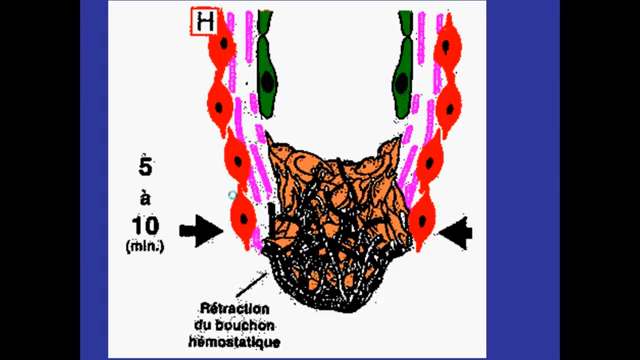 H
5
à
10
(min.)
Rétraction
du bouchon
hémostatique